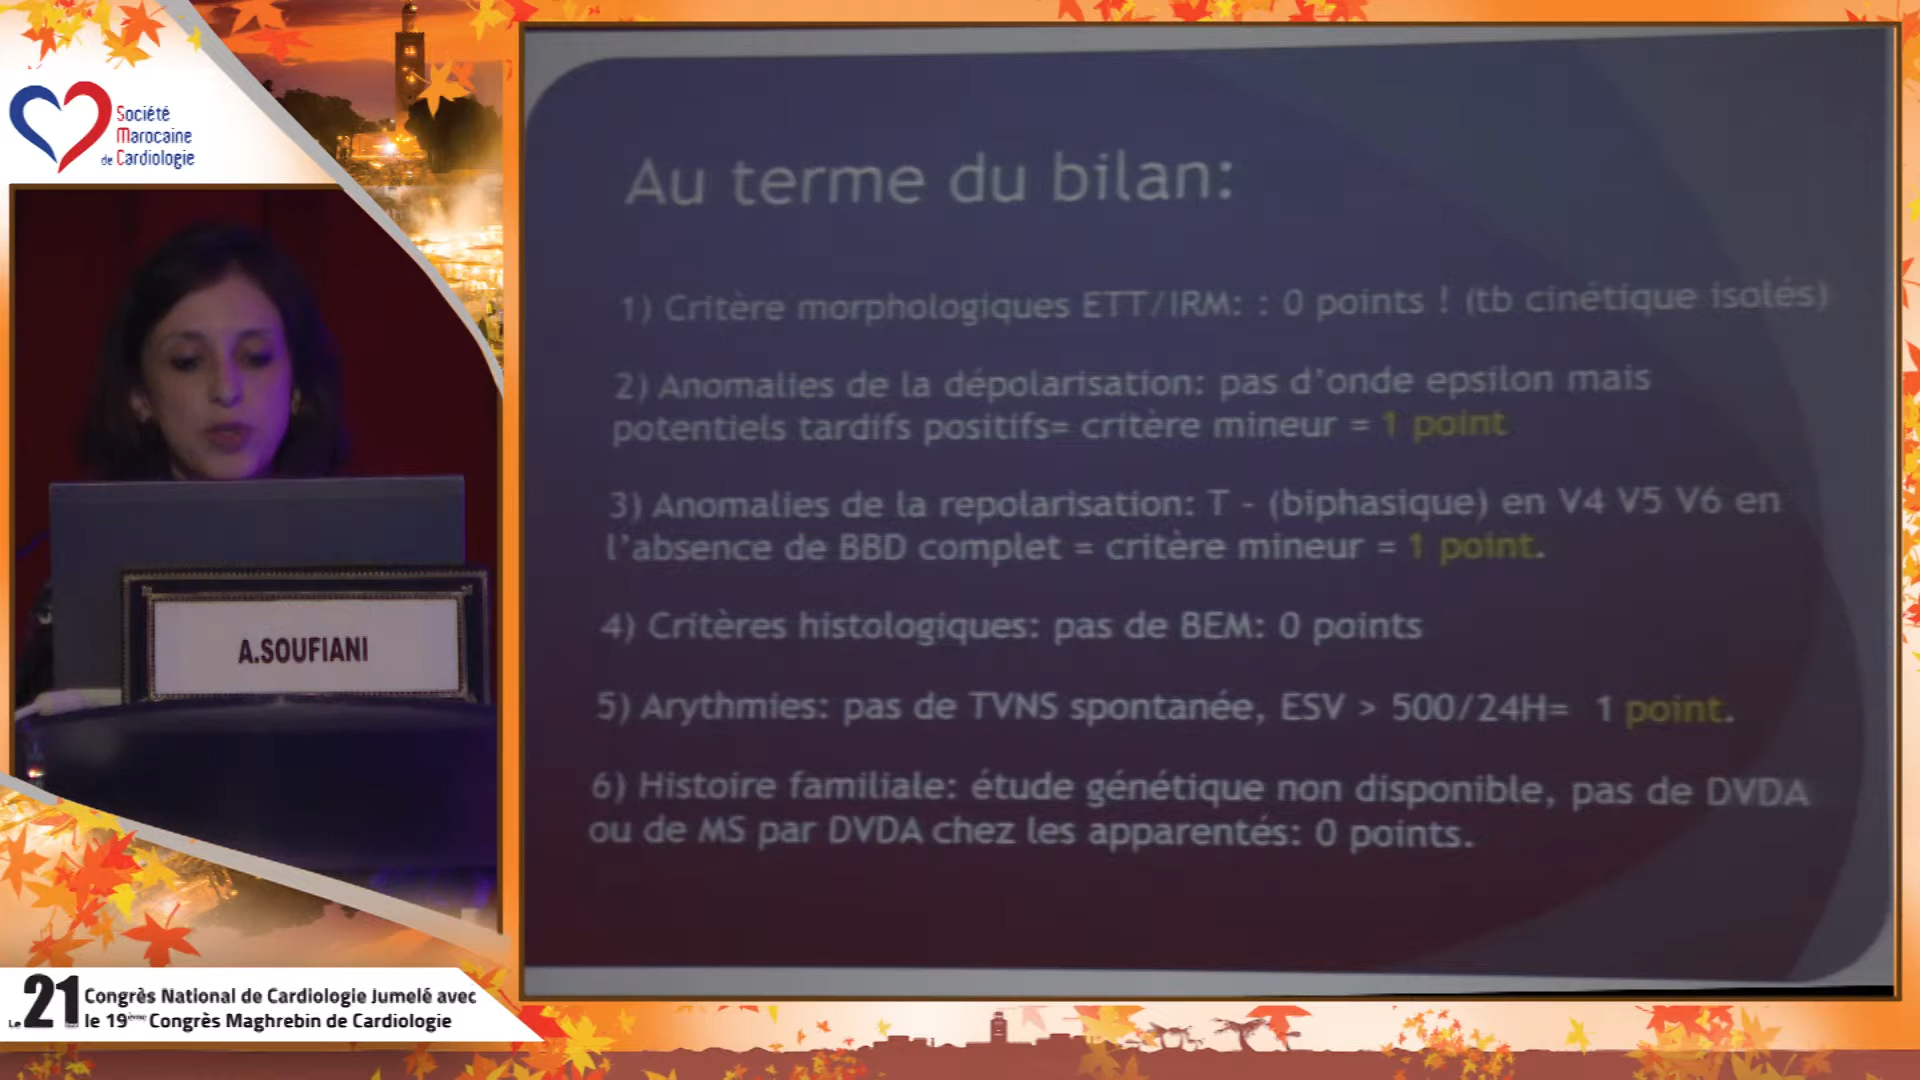 Société
Marocaine
de Cardiologie
A.SOUFIANI
Le 21 Congrès National de Cardiologie Jumelé avec
le 19ème Congrès Maghrebin de Cardiologie
Au terme du bilan:
1) Critère morphologiques ETT/IRM: : 0 points ! (tb cinétique isolés)
2) Anomalies de la dépolarisation: pas d'onde epsilon mais
potentiels tardifs positifs= critère mineur = 1 point
3) Anomalies de la repolarisation: T - (biphasique) en V4 V5 V6 en
l'absence de BBD complet = critère mineur = 1 point.
4) Critères histologiques: pas de BEM: 0 points
5) Arythmies: pas de TVNS spontanée, ESV > 500/24H= 1 point.
6) Histoire familiale: étude génétique non disponible, pas de DVDA
ou de MS par DVDA chez les apparentés: 0 points.